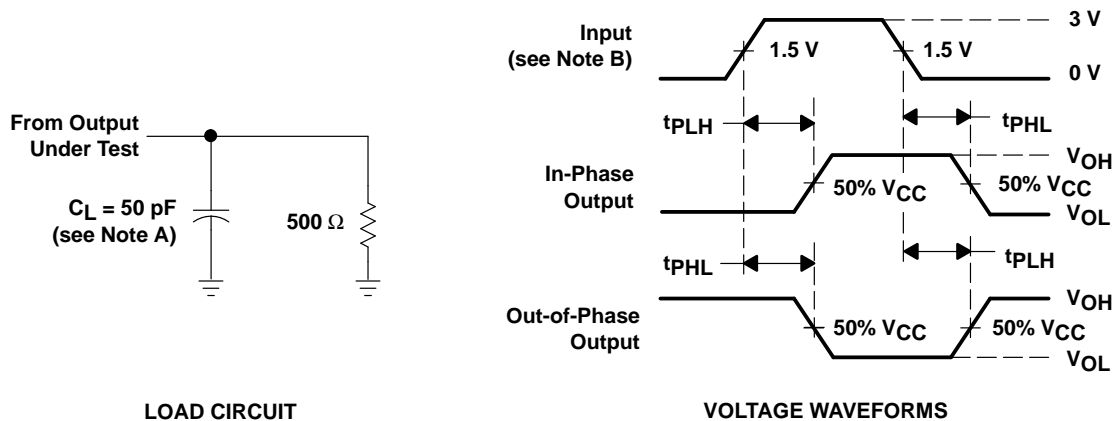 From Output
Under Test
C_L = 50 pF
(see Note A)
500 Ω
LOAD CIRCUIT
Input
(see Note B)
1.5 V
1.5 V
3 V
0 V
t_PLH
t_PHL
In-Phase
Output
50% V_CC
50% V_CC
V_OH
V_OL
t_PHL
t_PLH
Out-of-Phase
Output
50% V_CC
50% V_CC
V_OH
V_OL
VOLTAGE WAVEFORMS